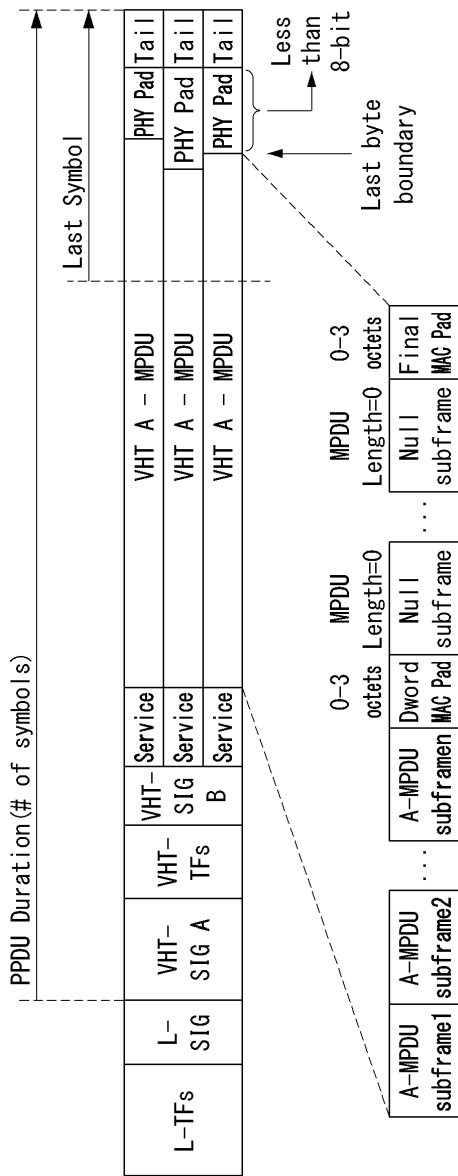 PPDU Duration(# of symbols)
Last Symbol
L-TFs
L-
SIG
VHT-
SIG A
VHT-
TFs
VHT-
SIG
B
Service
VHT A - MPDU
PHY Pad
Tail
Service
VHT A - MPDU
PHY Pad
Tail
Service
VHT A - MPDU
PHY Pad
Tail
Less
than
8-bit
Last byte
boundary
0-3
octets
MPDU
Length=0
MPDU
Length=0
0-3
octets
A-MPDU
subframe1
A-MPDU
subframe2
...
A-MPDU
subframen
Dword
MAC Pad
Null
subframe
...
Null
subframe
Final
MAC Pad